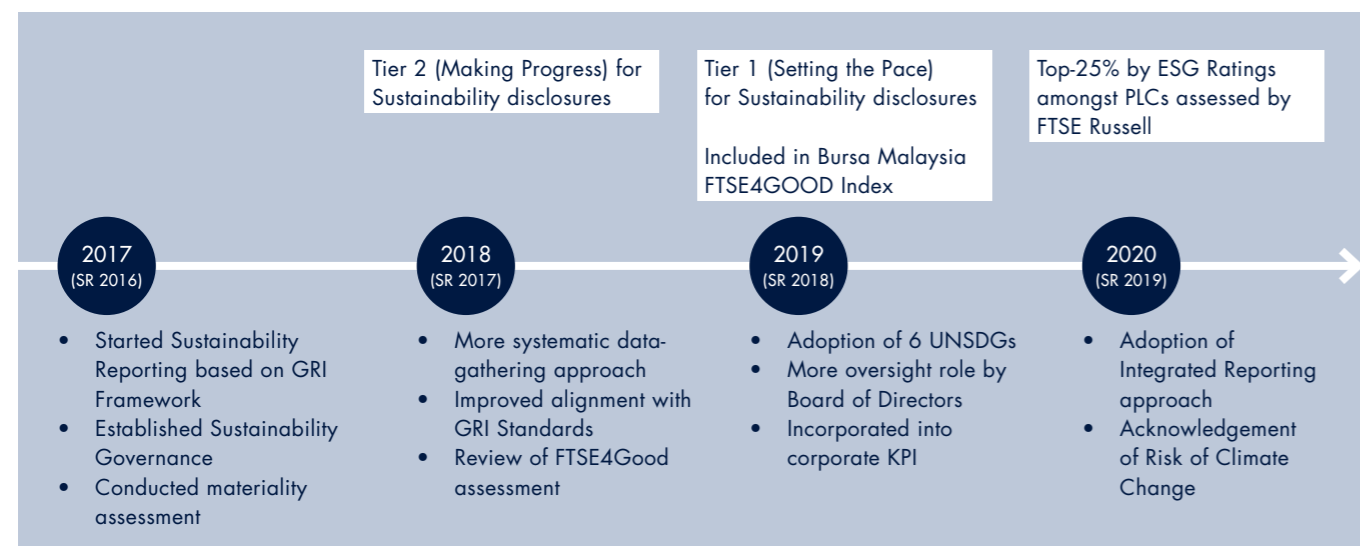 Tier 2 (Making Progress) for
Sustainability disclosures
Tier 1 (Setting the Pace)
for Sustainability disclosures
Included in Bursa Malaysia
FTSE4GOOD Index
Top-25% by ESG Ratings
amongst PLCs assessed by
FTSE Russell
2017
(SR 2016)
2018
(SR 2017)
2019
(SR 2018)
2020
(SR 2019)
• Started Sustainability
Reporting based on GRI
Framework
• Established Sustainability
Governance
• Conducted materiality
assessment
• More systematic data-
gathering approach
• Improved alignment with
GRI Standards
• Review of FTSE4Good
assessment
• Adoption of 6 UNSDGs
• More oversight role by
Board of Directors
• Incorporated into
corporate KPI
• Adoption of
Integrated Reporting
approach
• Acknowledgement
of Risk of Climate
Change